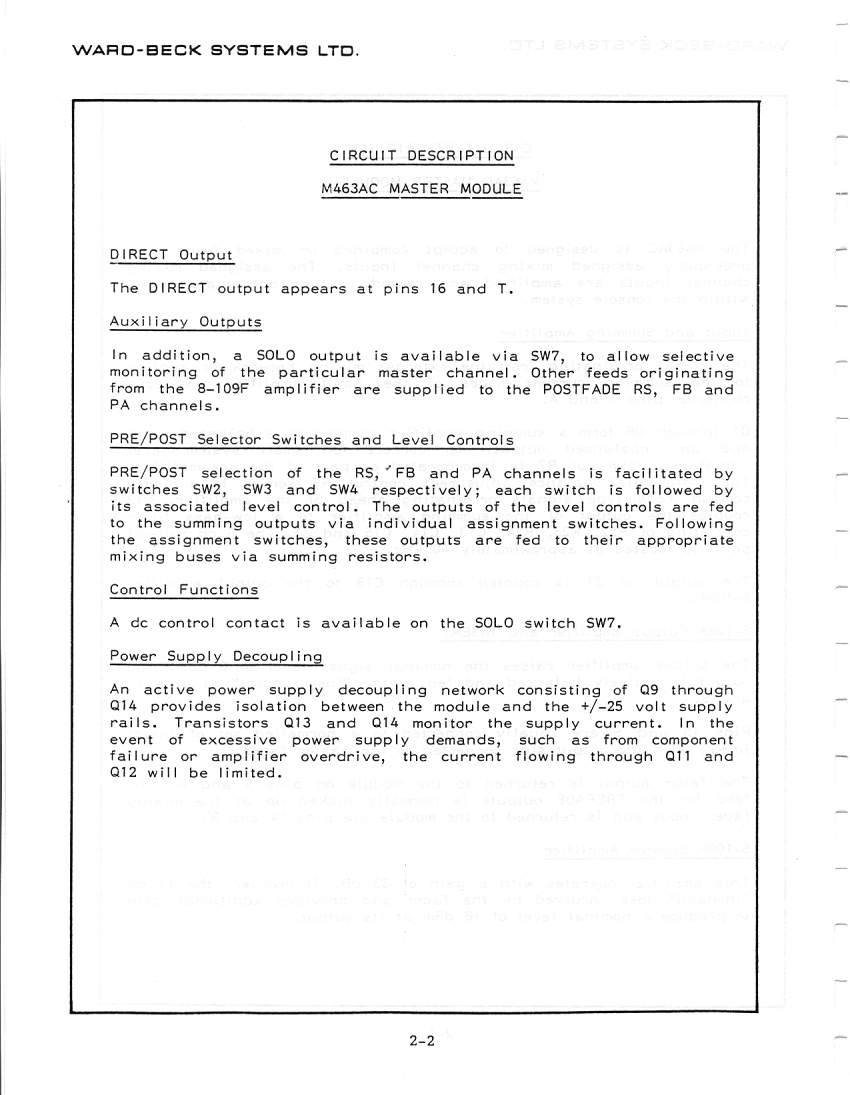 WARD-BECK SYSTEMS LTD.
CIRCUIT DESCRIPTION
M463AC MASTER MODULE
DIRECT Output
The DIRECT output appears at pins 16 and T.
Auxiliary Outputs
In addition, a SOLO output is available via SW7, to allow selective
monitoring of the particular master channel. Other feeds originating
from the 8-109F amplifier are supplied to the POSTFADE RS, FB and
PA channels.
PRE/POST Selector Switches and Level Controls
PRE/POST selection of the RS, FB and PA channels is facilitated by
switches SW2, SW3 and SW4 respectively; each switch is followed by
its associated level control. The outputs of the level controls are fed
to the summing outputs via individual assignment switches. Following
the assignment switches, these outputs are fed to their appropriate
mixing buses via summing resistors.
Control Functions
A dc control contact is available on the SOLO switch SW7.
Power Supply Decoupling
An active power supply decoupling network consisting of Q9 through
Q14 provides isolation between the module and the +/-25 volt supply
rails. Transistors Q13 and Q14 monitor the supply current. In the
event of excessive power supply demands, such as from component
failure or amplifier overdrive, the current flowing through Q11 and
Q12 will be limited.
2-2